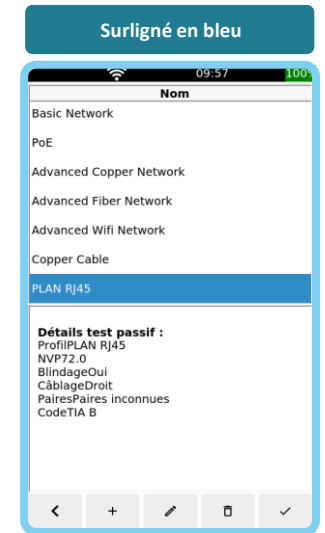 Surligné en bleu
09:57
100%
Nom
Basic Network
PoE
Advanced Copper Network
Advanced Fiber Network
Advanced Wifi Network
Copper Cable
PLAN RJ45
Détails test passif :
ProfilPLAN RJ45
NVP72.0
BlindageOui
CâblageDroit
PairesPaires inconnues
CodeTIA B